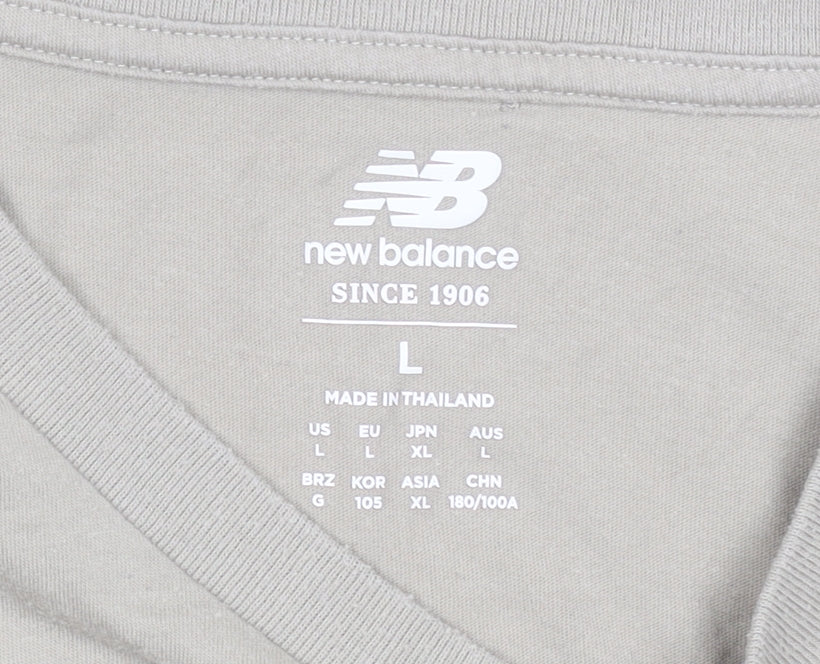 NB
new balance
SINCE 1906
L
MADE IN THAILAND
US EU JPN AUS
L L XL L
BRZ KOR ASIA CHN
G 105 XL 180/100A